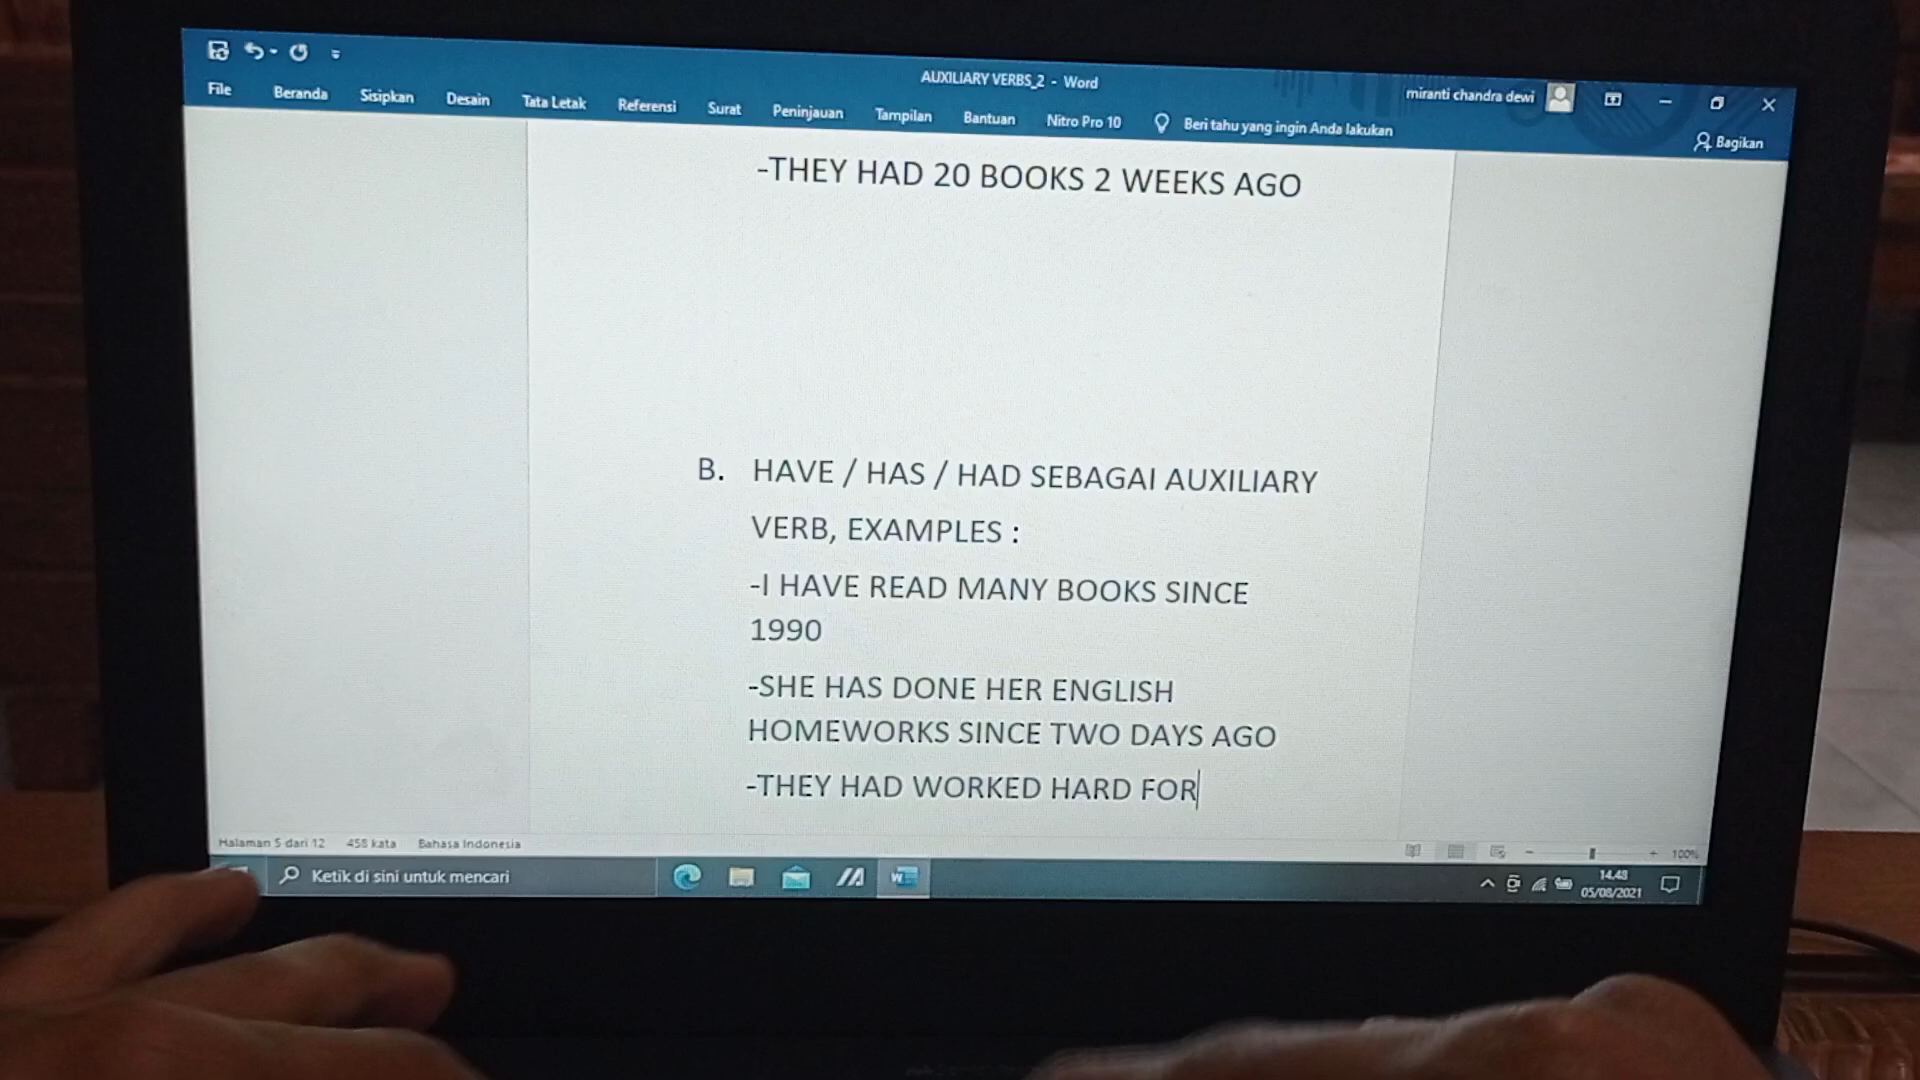 AUXILIARY VERBS_2 - Word
miranti chandra dewi
File Beranda Sisipkan Desain Tata Letak Referensi Surat Peninjauan Tampilan Bantuan Nitro Pro 10 Beri tahu yang ingin Anda lakukan
Bagikan
-THEY HAD 20 BOOKS 2 WEEKS AGO
B. HAVE / HAS / HAD SEBAGAI AUXILIARY
VERB, EXAMPLES :
-I HAVE READ MANY BOOKS SINCE
1990
-SHE HAS DONE HER ENGLISH
HOMEWORKS SINCE TWO DAYS AGO
-THEY HAD WORKED HARD FOR
Halaman 5 dari 12 458 kata Bahasa Indonesia
100%
Ketik di sini untuk mencari
14.48
05/08/2021